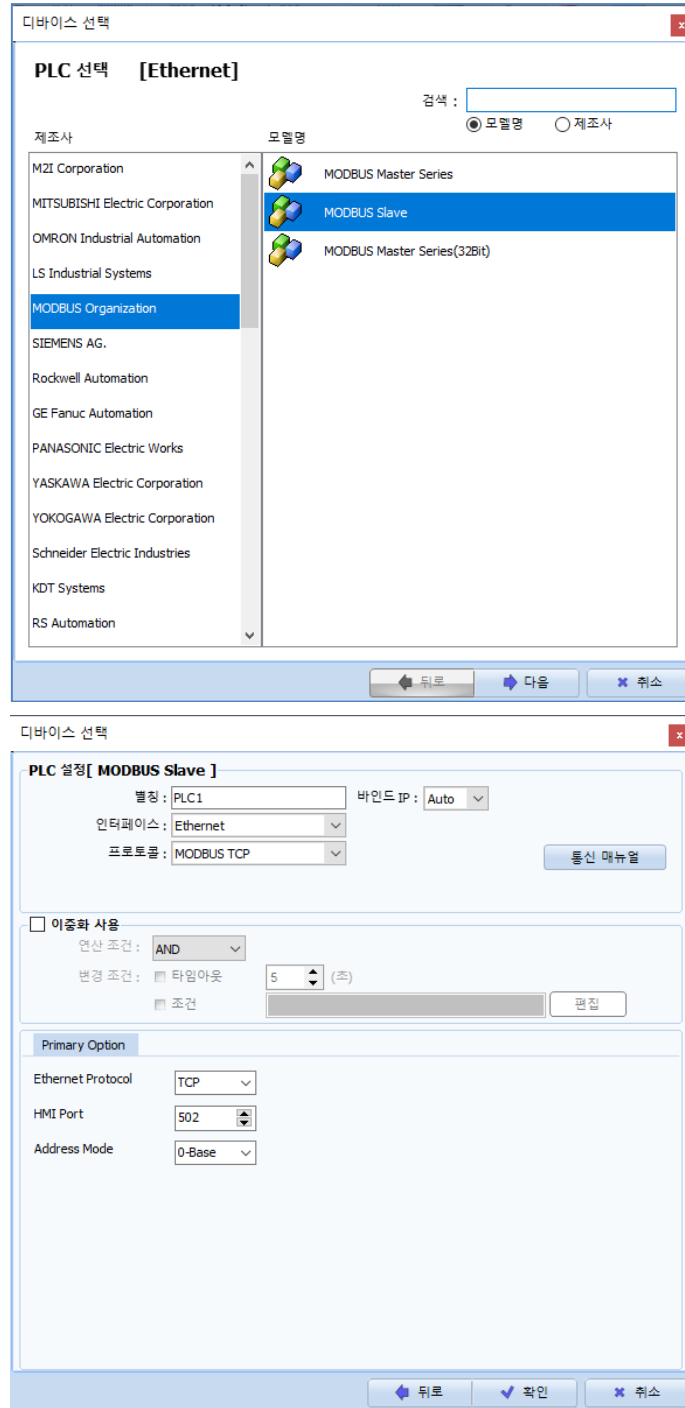 디바이스 선택
x
PLC 선택 [Ethernet]
검색 :
모델명 제조사
제조사 모델명
M2I Corporation
MITSUBISHI Electric Corporation
OMRON Industrial Automation
LS Industrial Systems
MODBUS Organization
SIEMENS AG.
Rockwell Automation
GE Fanuc Automation
PANASONIC Electric Works
YASKAWA Electric Corporation
YOKOGAWA Electric Corporation
Schneider Electric Industries
KDT Systems
RS Automation
MODBUS Master Series
MODBUS Slave
MODBUS Master Series(32Bit)
뒤로 다음 취소
디바이스 선택
x
PLC 설정[ MODBUS Slave ]
별칭 : PLC1 바인드 IP : Auto
인터페이스 : Ethernet
프로토콜 : MODBUS TCP 통신 매뉴얼
이중화 사용
연산 조건 : AND
변경 조건 : 타임아웃 5 (초)
조건 편집
Primary Option
Ethernet Protocol TCP
HMI Port 502
Address Mode 0-Base
뒤로 확인 취소